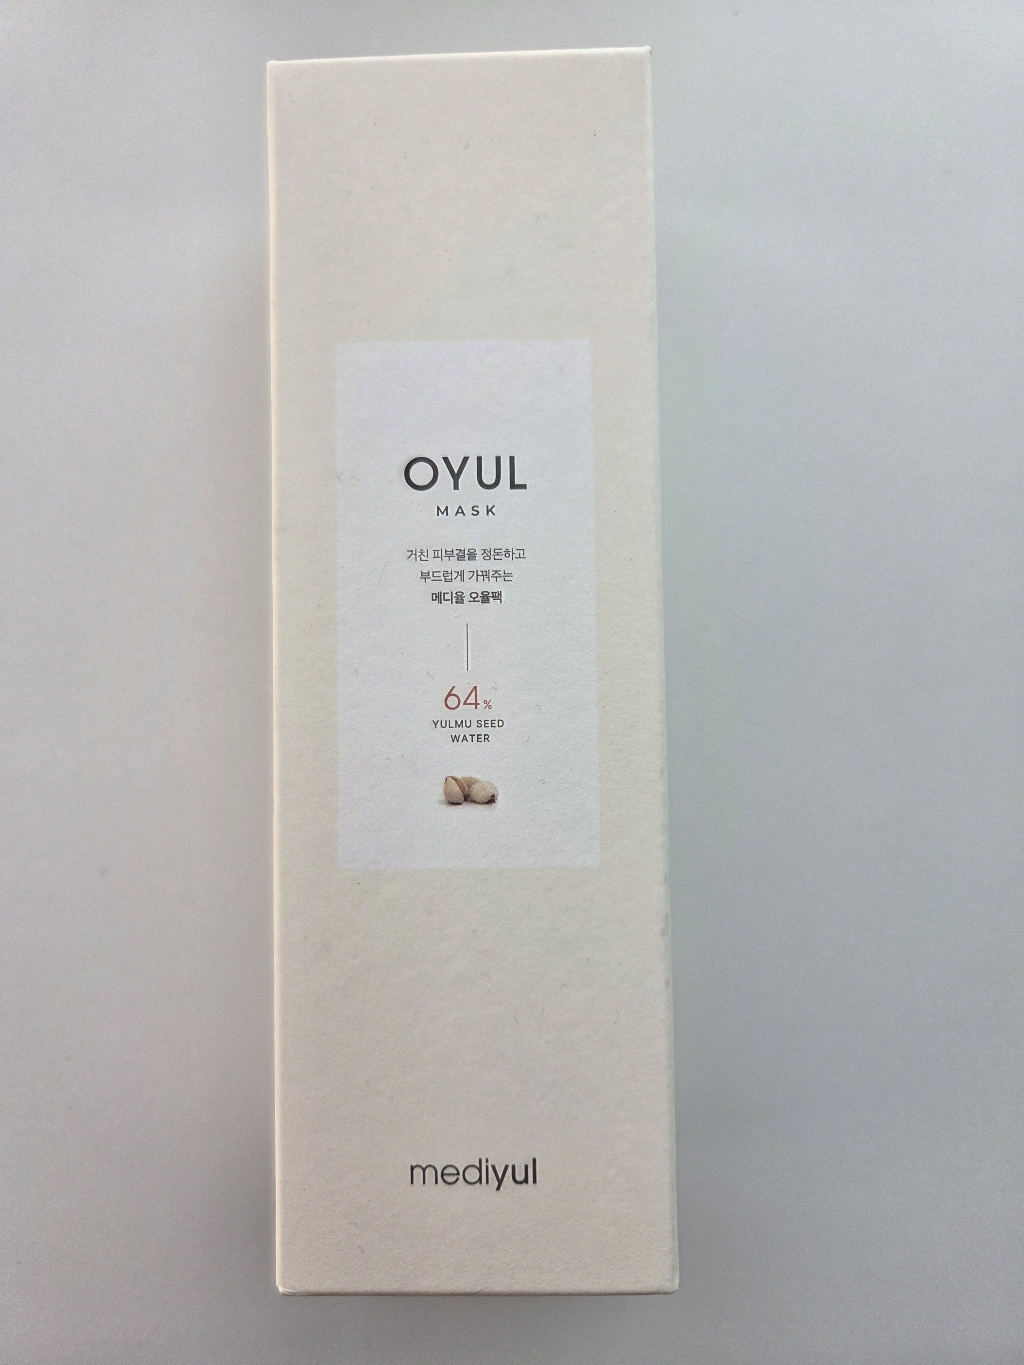 OYUL
MASK
거친 피부결을 정돈하고
부드럽게 가꿔주는
메디율 오율팩
64%
YULMU SEED
WATER
mediyul